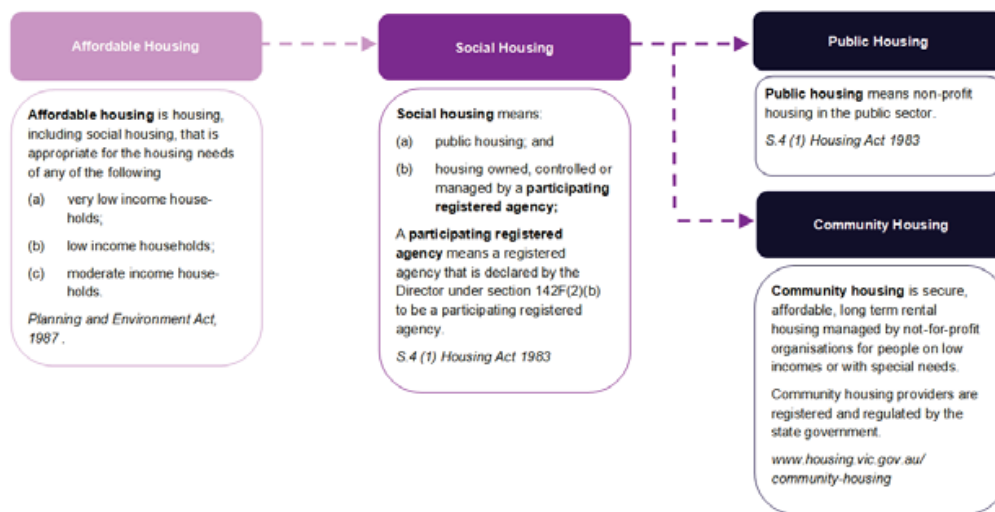 Affordable Housing
Affordable housing is housing,
including social housing, that is
appropriate for the housing needs
of any of the following
(a) very low income house-
holds;
(b) low income households;
(c) moderate income house-
holds.
Planning and Environment Act,
1987 .
Social Housing
Social housing means:
(a) public housing; and
(b) housing owned, controlled or
managed by a participating
registered agency;
A participating registered
agency means a registered
agency that is declared by the
Director under section 142F(2)(b)
to be a participating registered
agency.
S.4 (1) Housing Act 1983
Public Housing
Public housing means non-profit
housing in the public sector.
S.4 (1) Housing Act 1983
Community Housing
Community housing is secure,
affordable, long term rental
housing managed by not-for-profit
organisations for people on low
incomes or with special needs.
Community housing providers are
registered and regulated by the
state government.
www.housing.vic.gov.au/
community-housing